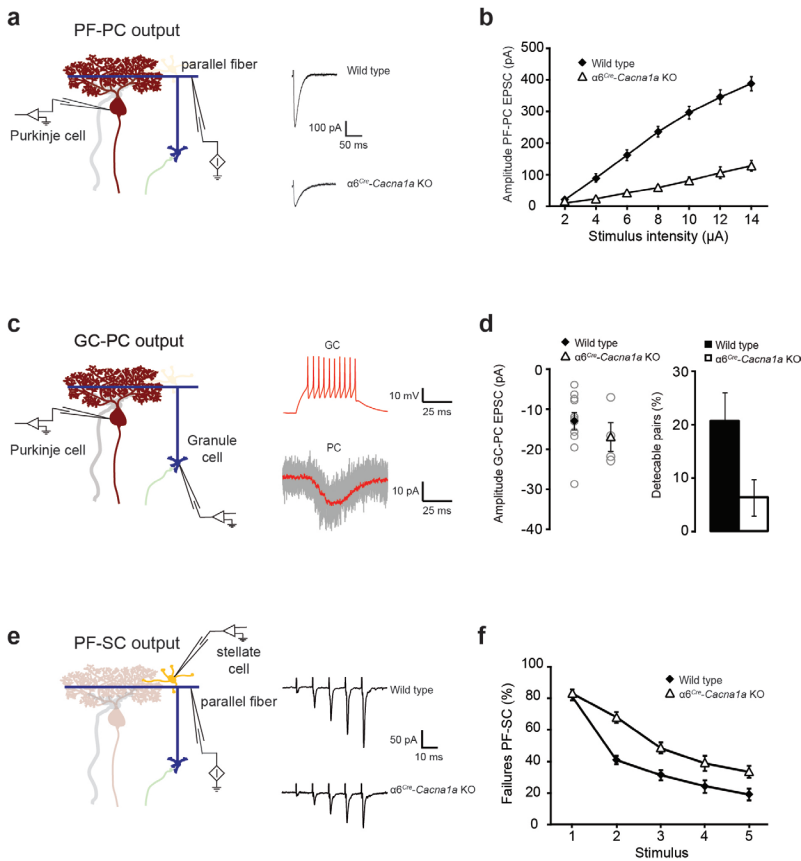 a
PF-PC output
parallel fiber
Purkinje cell
Wild type
100 pA
50 ms
α6Cre-Cacna1a KO
b
Amplitude PF-PC EPSC (pA)
500
400
300
200
100
0
Wild type
α6Cre-Cacna1a KO
2 4 6 8 10 12 14
Stimulus intensity (µA)
c
GC-PC output
Purkinje cell
Granule
cell
GC
10 mV
25 ms
PC
10 pA
25 ms
d
Wild type
α6Cre-Cacna1a KO
Amplitude GC-PC EPSC (pA)
0
-10
-20
-30
-40
Wild type
α6Cre-Cacna1a KO
Detecable pairs (%)
30
20
10
0
e
PF-SC output
stellate
cell
parallel fiber
Wild type
50 pA
10 ms
α6Cre-Cacna1a KO
f
Failures PF-SC (%)
100
80
60
40
20
0
Wild type
α6Cre-Cacna1a KO
1 2 3 4 5
Stimulus